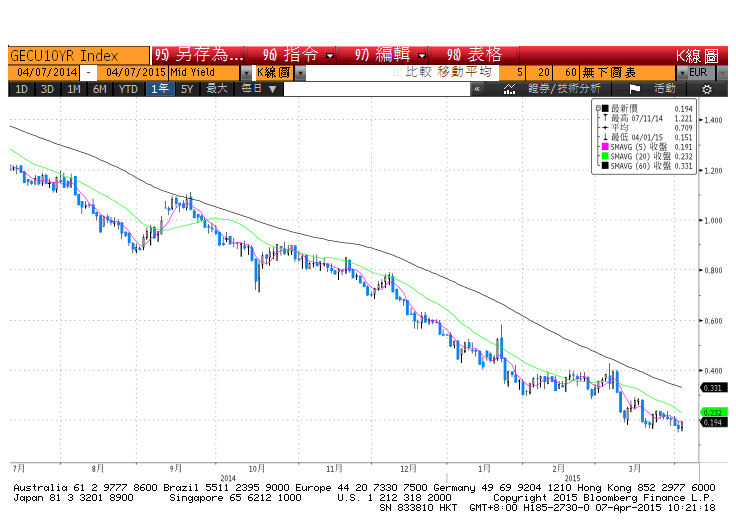 GECU10YR Index 95) 另存為... 96) 指令 97) 編輯 98) 表格 K線圖
04/07/2014 - 04/07/2015 Mid Yield K線圖 比較 移動平均 5 20 60 無下圖表 EUR
1D 3D 1M 6M YTD 1年 5Y 最大 每日 ▼ « 證券/技術分析 活動
最新價 0.194
最高 07/11/14 1.221
平均 0.709
最低 04/01/15 0.151
SMAVG (5) 收盤 0.191
SMAVG (20) 收盤 0.232
SMAVG (60) 收盤 0.331
1.400
1.200
1.000
0.800
0.600
0.400
0.331
0.232
0.194
7月 8月 9月 10月 11月 12月 1月 2月 3月
2014 2015
Australia 61 2 9777 8600 Brazil 5511 2395 9000 Europe 44 20 7330 7500 Germany 49 69 9204 1210 Hong Kong 852 2977 6000
Japan 81 3 3201 8900 Singapore 65 6212 1000 U.S. 1 212 318 2000 Copyright 2015 Bloomberg Finance L.P.
SN 833810 HKT GMT+8:00 H185-2730-0 07-Apr-2015 10:21:18